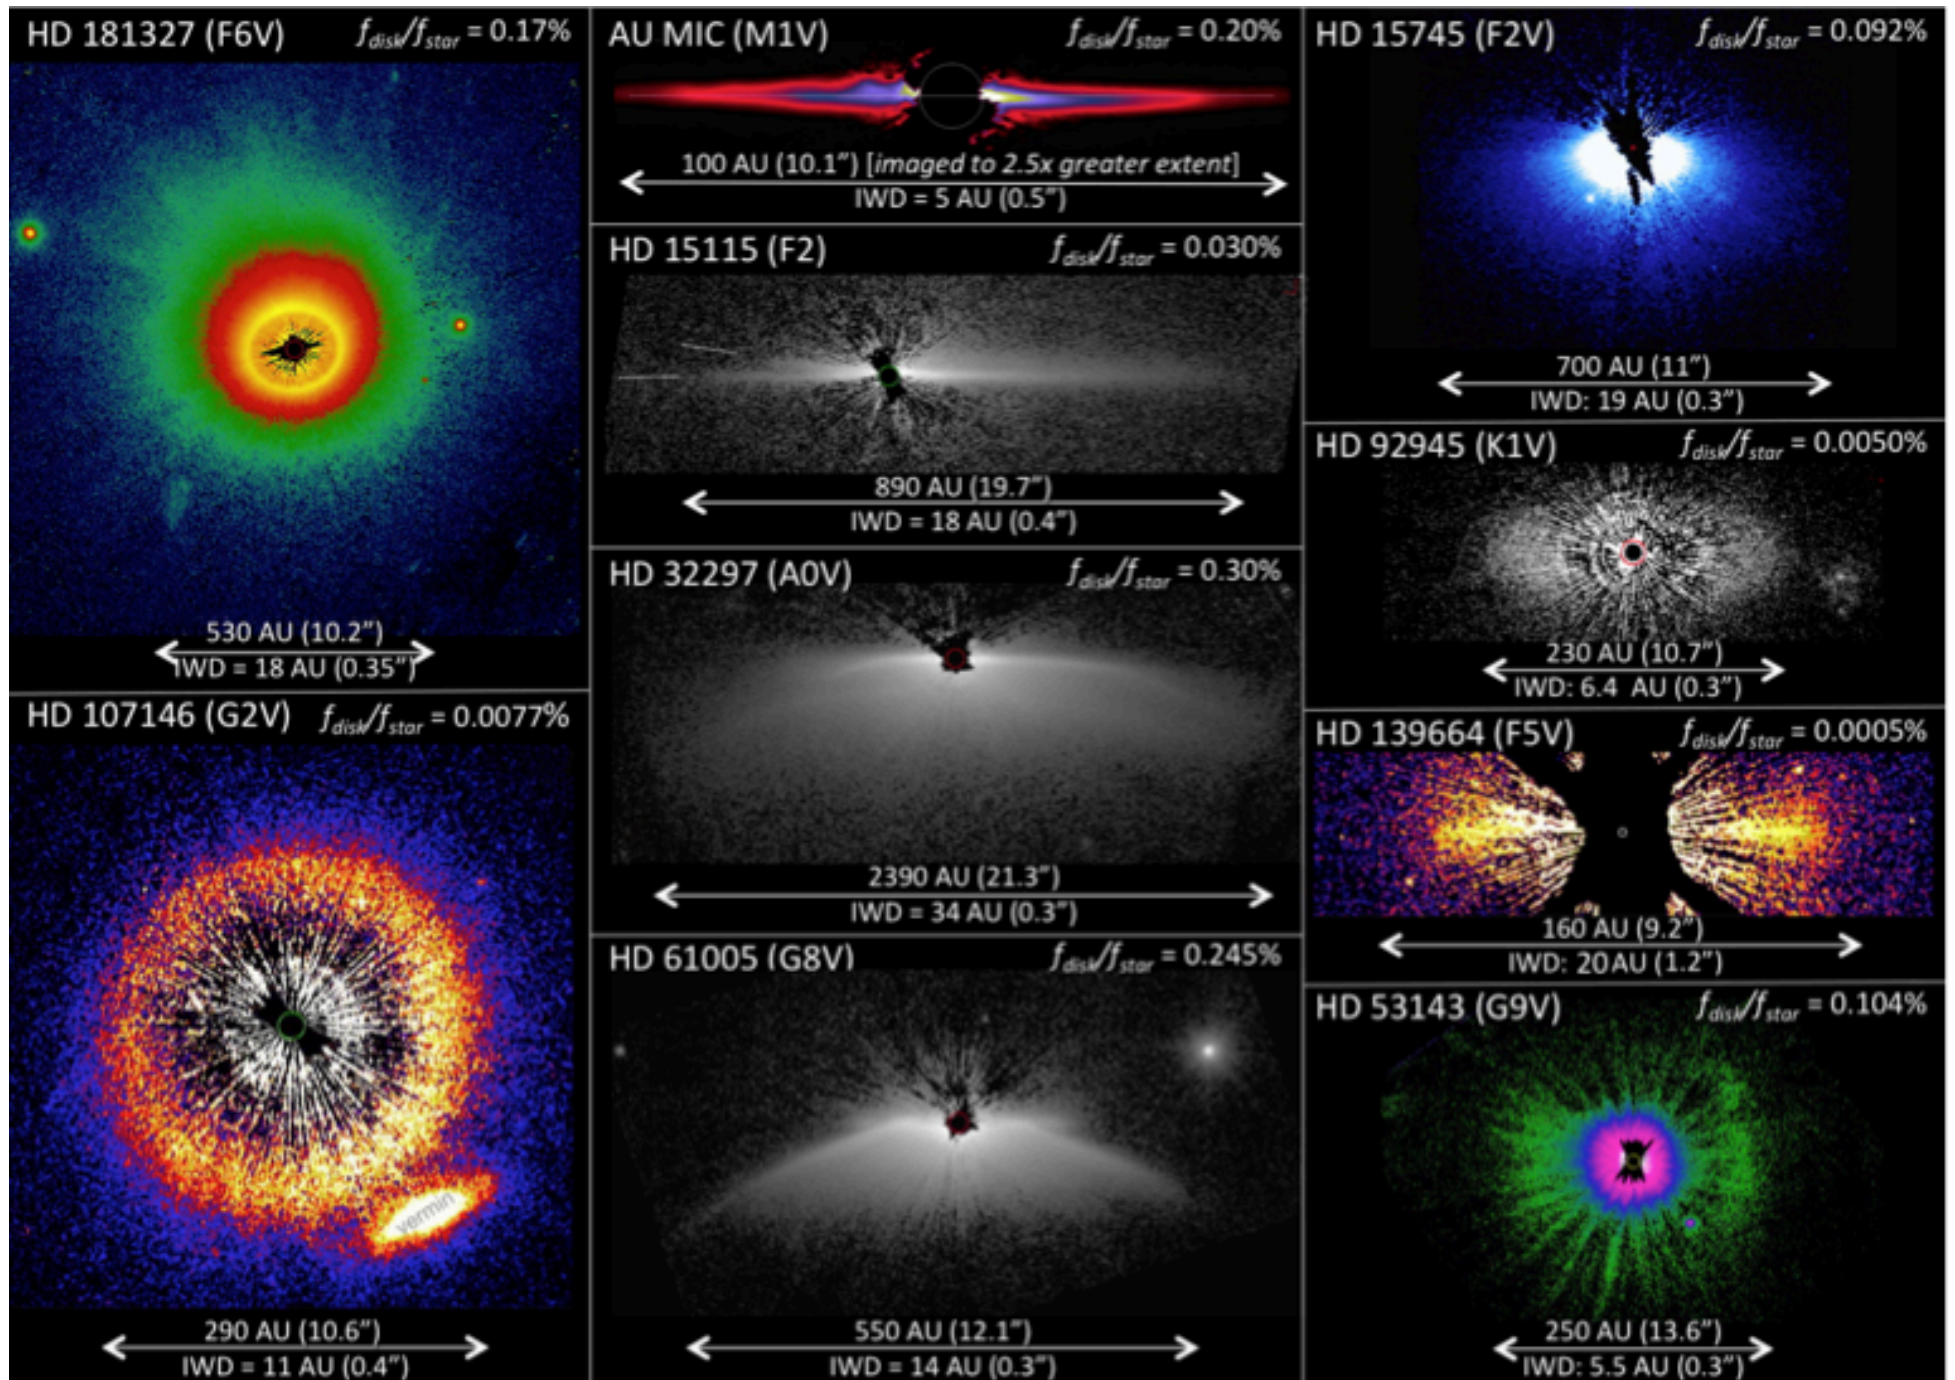 HD 181327 (F6V) fdisk/fstar = 0.17%
530 AU (10.2”)
IWD = 18 AU (0.35”)
HD 107146 (G2V) fdisk/fstar = 0.0077%
vermin
290 AU (10.6”)
IWD = 11 AU (0.4”)
AU MIC (M1V) fdisk/fstar = 0.20%
100 AU (10.1”) [imaged to 2.5x greater extent]
IWD = 5 AU (0.5”)
HD 15115 (F2) fdisk/fstar = 0.030%
890 AU (19.7”)
IWD = 18 AU (0.4”)
HD 32297 (A0V) fdisk/fstar = 0.30%
2390 AU (21.3”)
IWD = 34 AU (0.3”)
HD 61005 (G8V) fdisk/fstar = 0.245%
550 AU (12.1”)
IWD = 14 AU (0.3”)
HD 15745 (F2V) fdisk/fstar = 0.092%
700 AU (11”)
IWD: 19 AU (0.3”)
HD 92945 (K1V) fdisk/fstar = 0.0050%
230 AU (10.7”)
IWD: 6.4 AU (0.3”)
HD 139664 (F5V) fdisk/fstar = 0.0005%
160 AU (9.2”)
IWD: 20 AU (1.2”)
HD 53143 (G9V) fdisk/fstar = 0.104%
250 AU (13.6”)
IWD: 5.5 AU (0.3”)